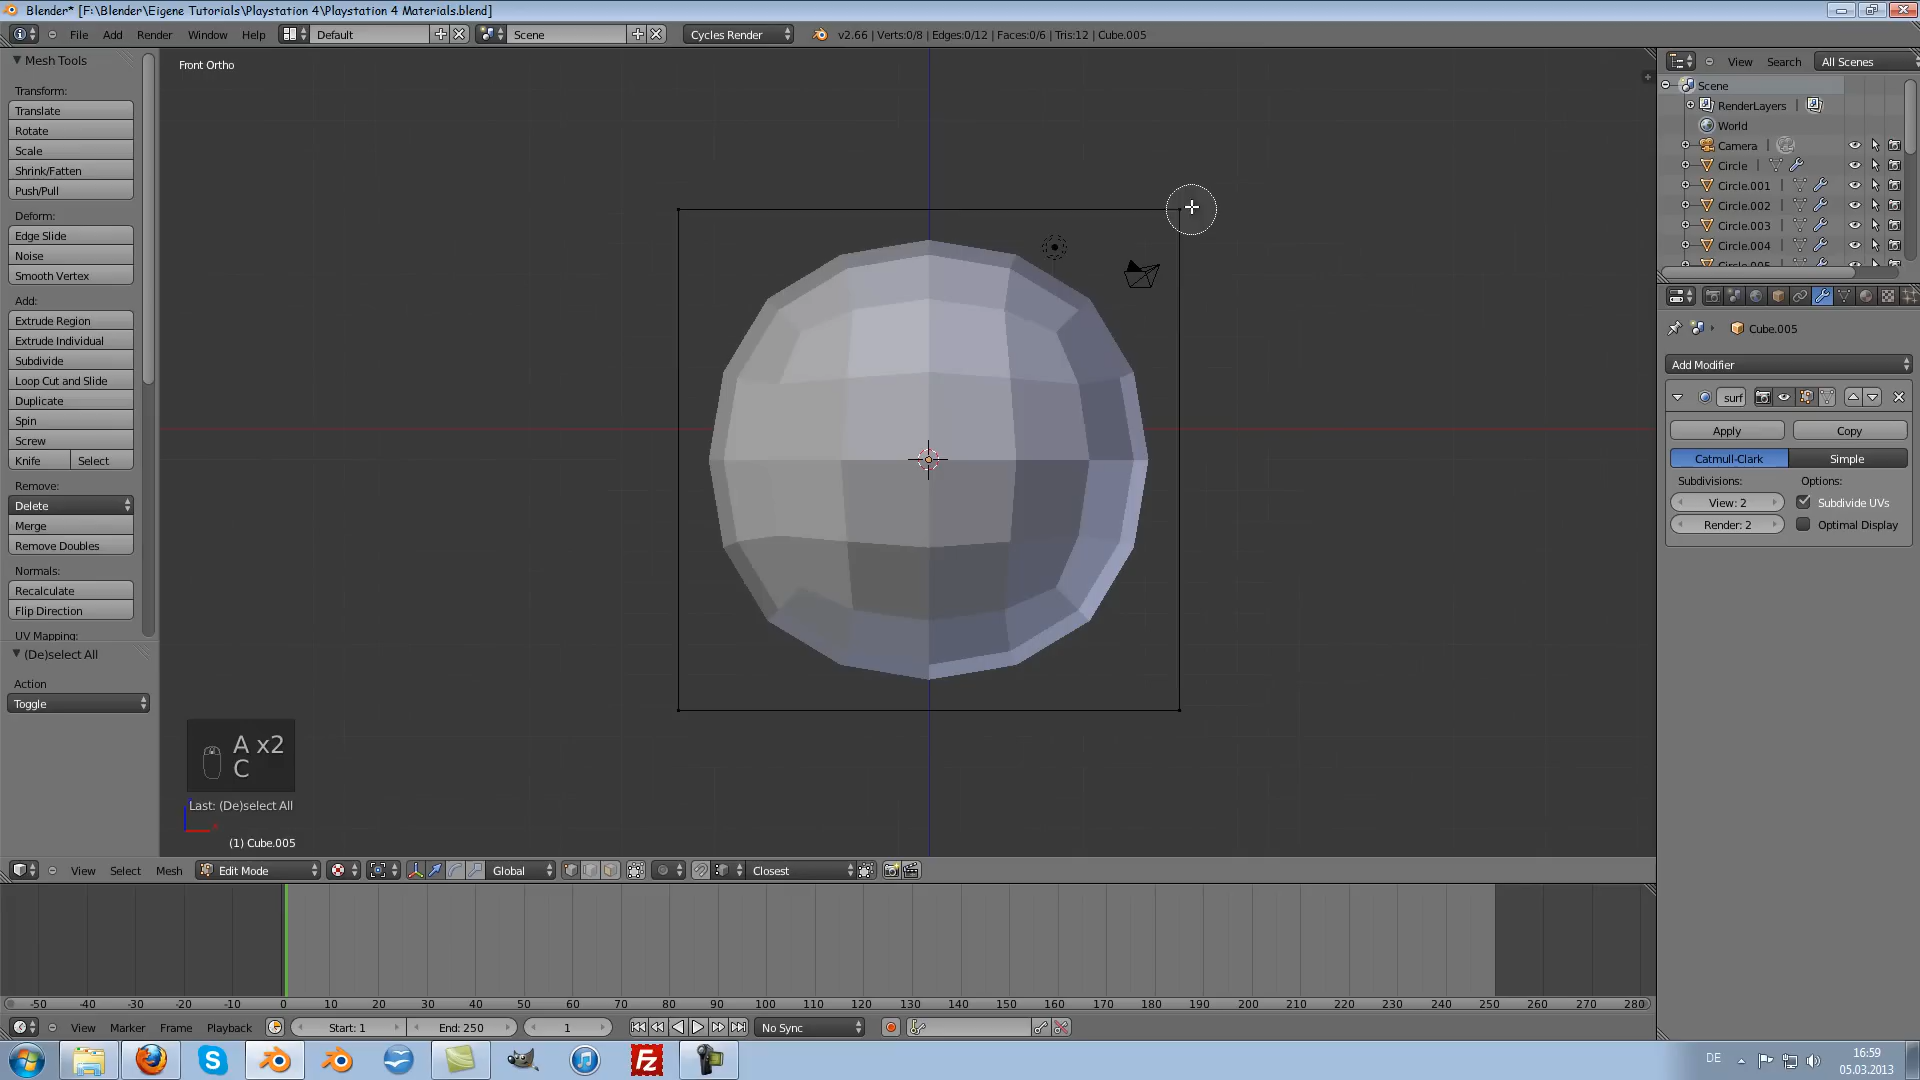 Blender* [F:\Blender\Eigene Tutorials\Playstation 4\Playstation 4 Materials.blend]
File Add Render Window Help Default Scene Cycles Render v2.66 | Verts:0/8 | Edges:0/12 | Faces:0/6 | Tris:12 | Cube.005
Mesh Tools
Transform:
Translate
Rotate
Scale
Shrink/Fatten
Push/Pull
Deform:
Edge Slide
Noise
Smooth Vertex
Add:
Extrude Region
Extrude Individual
Subdivide
Loop Cut and Slide
Duplicate
Spin
Screw
Knife Select
Remove:
Delete
Merge
Remove Doubles
Normals:
Recalculate
Flip Direction
UV Mapping:
(De)select All
Action
Toggle
Front Ortho
A x2
C
Last: (De)select All
(1) Cube.005
View Search All Scenes
Scene
RenderLayers
World
Camera
Circle
Circle.001
Circle.002
Circle.003
Circle.004
Circle.005
Cube.005
Add Modifier
surf
Apply Copy
Catmull-Clark Simple
Subdivisions: Options:
View: 2 Subdivide UVs
Render: 2 Optimal Display
View Select Mesh Edit Mode Global Closest
-50 -40 -30 -20 -10 0 10 20 30 40 50 60 70 80 90 100 110 120 130 140 150 160 170 180 190 200 210 220 230 240 250 260 270 280
View Marker Frame Playback Start: 1 End: 250 1 No Sync
DE
16:59
05.03.2013